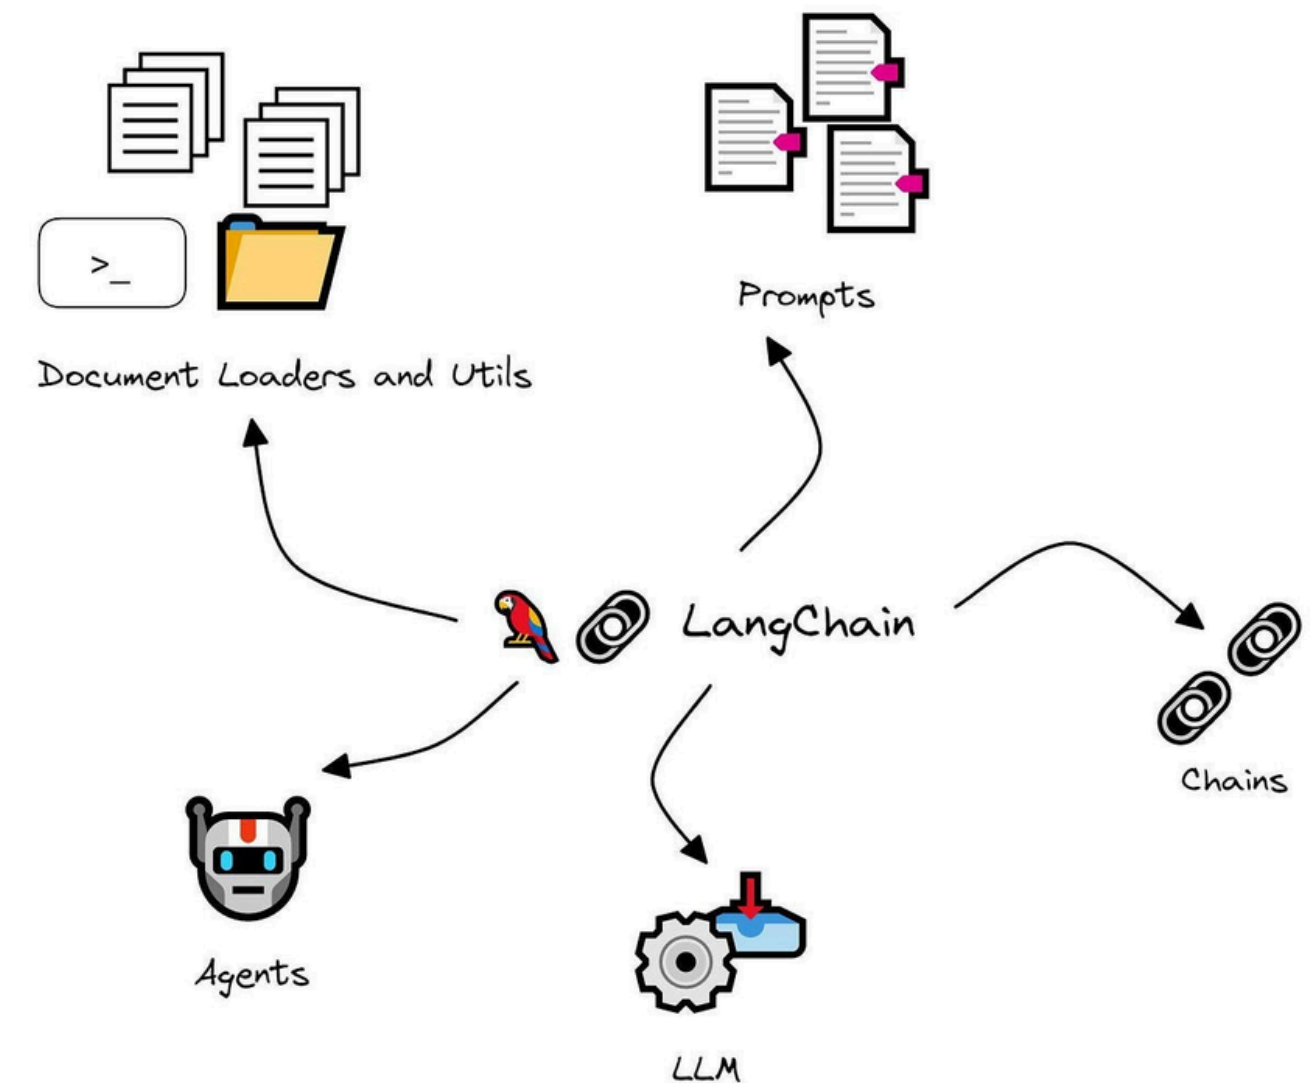 Prompts
>_
Document Loaders and Utils
LangChain
Chains
Agents
LLM